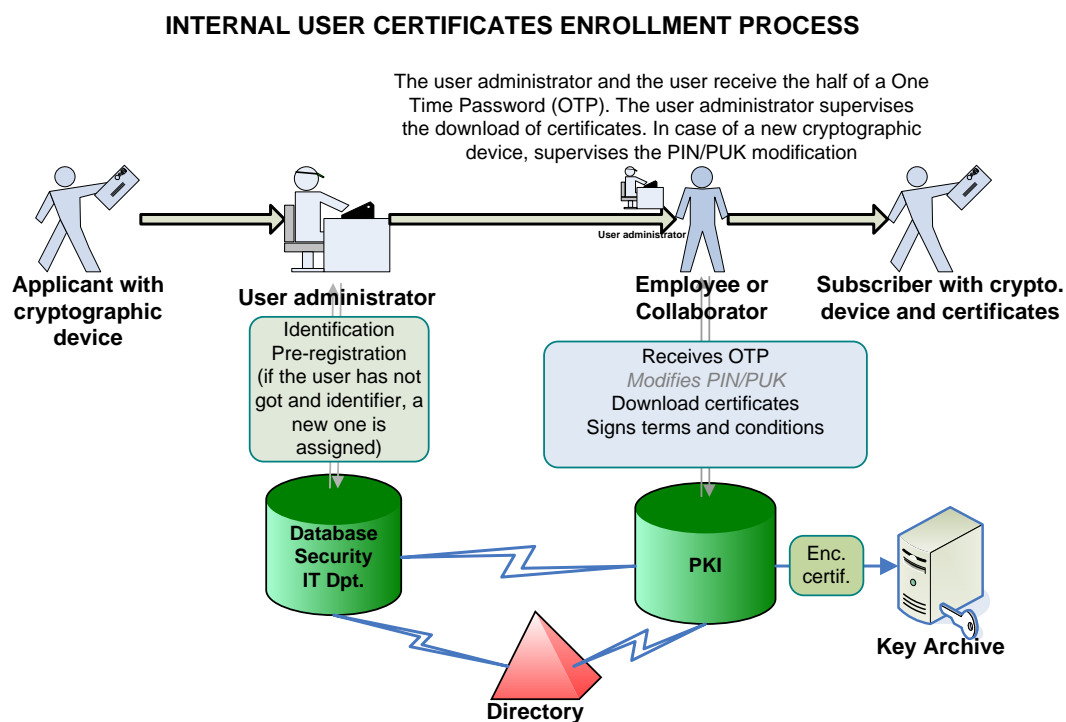 INTERNAL USER CERTIFICATES ENROLLMENT PROCESS
The user administrator and the user receive the half of a One
Time Password (OTP). The user administrator supervises
the download of certificates. In case of a new cryptographic
device, supervises the PIN/PUK modification
User administrator
Applicant with
cryptographic
device
User administrator
Employee or
Collaborator
Subscriber with crypto.
device and certificates
Identification
Pre-registration
(if the user has not
got and identifier, a
new one is
assigned)
Receives OTP
Modifies PIN/PUK
Download certificates
Signs terms and conditions
Database
Security
IT Dpt.
PKI
Enc.
certif.
Key Archive
Directory